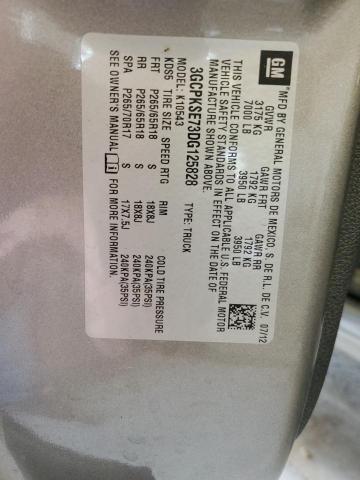 GM
MFD BY GENERAL MOTORS DE MEXICO, S. DE R.L. DE C.V. 07/12
GVWR GAWR FRT GAWR RR
3175 KG 1792 KG 1792 KG
7000 LB 3950 LB 3950 LB
THIS VEHICLE CONFORMS TO ALL APPLICABLE U.S. FEDERAL MOTOR
VEHICLE SAFETY STANDARDS IN EFFECT ON THE DATE OF
MANUFACTURE SHOWN ABOVE.
3GCPKSE73DG125828 TYPE: TRUCK
MODEL: K10543
KDS5 TIRE SIZE SPEED RTG RIM COLD TIRE PRESSURE
FRT P265/65R18 S 18X8J 240KPA(35PSI)
RR P265/65R18 S 18X8J 240KPA(35PSI)
SPA P265/70R17 S 17X7.5J 240KPA(35PSI)
SEE OWNER'S MANUAL FOR MORE INFORMATION.